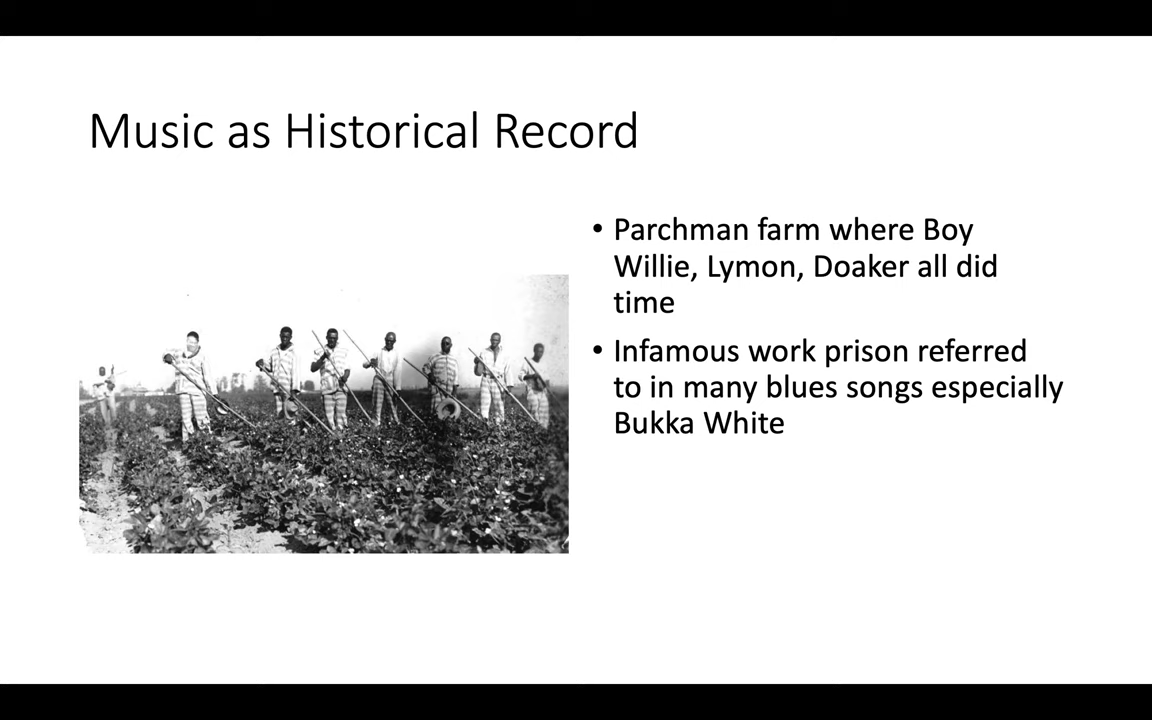 Music as Historical Record
• Parchman farm where Boy
Willie, Lymon, Doaker all did
time
• Infamous work prison referred
to in many blues songs especially
Bukka White